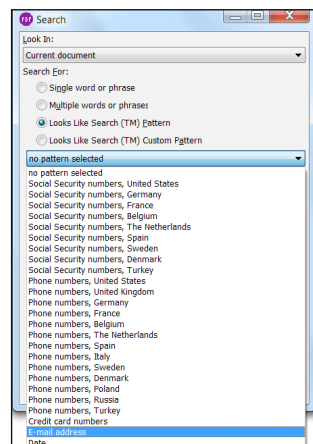 PDF Search
Look In:
Current document
Search For:
Single word or phrase
Multiple words or phrases
Looks Like Search (TM) Pattern
Looks Like Search (TM) Custom Pattern
no pattern selected
no pattern selected
Social Security numbers, United States
Social Security numbers, Germany
Social Security numbers, France
Social Security numbers, Belgium
Social Security numbers, The Netherlands
Social Security numbers, Spain
Social Security numbers, Sweden
Social Security numbers, Denmark
Social Security numbers, Turkey
Phone numbers, United States
Phone numbers, United Kingdom
Phone numbers, Germany
Phone numbers, France
Phone numbers, Belgium
Phone numbers, The Netherlands
Phone numbers, Spain
Phone numbers, Italy
Phone numbers, Sweden
Phone numbers, Denmark
Phone numbers, Poland
Phone numbers, Russia
Phone numbers, Turkey
Credit card numbers
E-mail address
Date